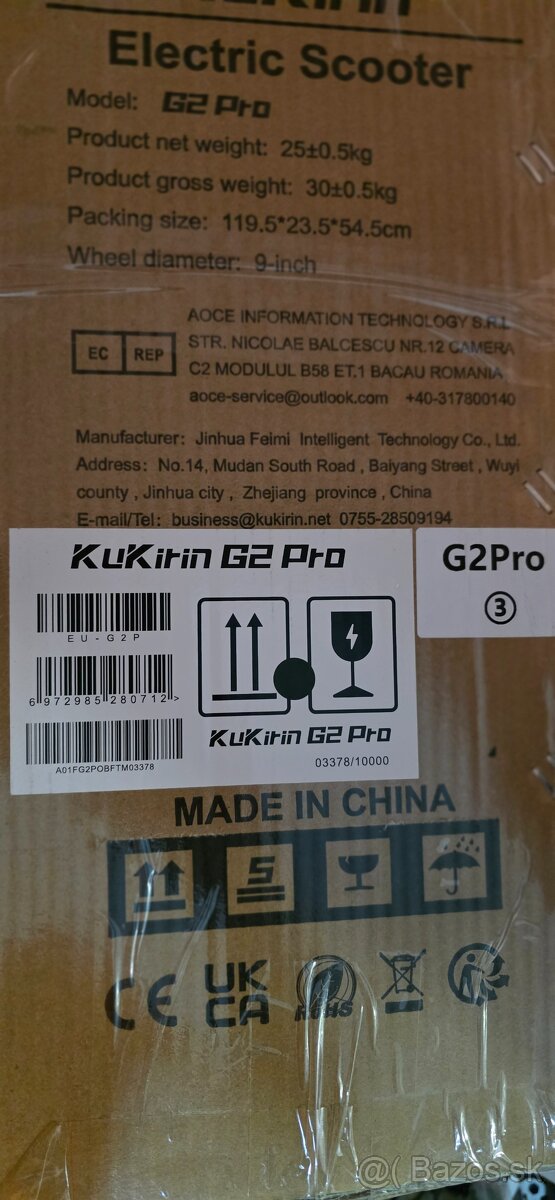 KuKirin
Electric Scooter
Model: G2 Pro
Product net weight: 25±0.5kg
Product gross weight: 30±0.5kg
Packing size: 119.5*23.5*54.5cm
Wheel diameter: 9-inch
EC REP
AOCE INFORMATION TECHNOLOGY S.R.L
STR. NICOLAE BALCESCU NR.12 CAMERA
C2 MODULUL B58 ET.1 BACAU ROMANIA
aoce-service@outlook.com +40-317800140
Manufacturer: Jinhua Feimi Intelligent Technology Co., Ltd.
Address: No.14, Mudan South Road , Baiyang Street , Wuyi
county , Jinhua city , Zhejiang province , China
E-mail/Tel: business@kukirin.net 0755-28509194
KuKirin G2 Pro
EU-G2P
6 972985 280712 >
A01FG2POBFTM03378
KuKirin G2 Pro
03378/10000
G2Pro
③
MADE IN CHINA
5
CE
UK
CA
RoHS
@( Bazos.sk